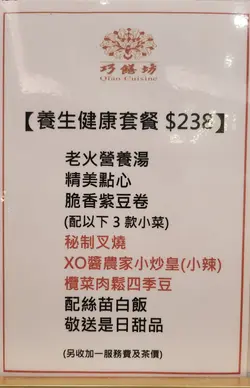 巧膳坊
Qiao Cuisine
【養生健康套餐 $238】
老火營養湯
精美點心
脆香紫豆卷
(配以下 3 款小菜)
秘制叉燒
XO醬農家小炒皇(小辣)
欖菜肉鬆四季豆
配絲苗白飯
敬送是日甜品
(另收加一服務費及茶價)